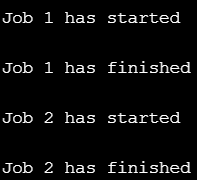 Job 1 has started
Job 1 has finished
Job 2 has started
Job 2 has finished